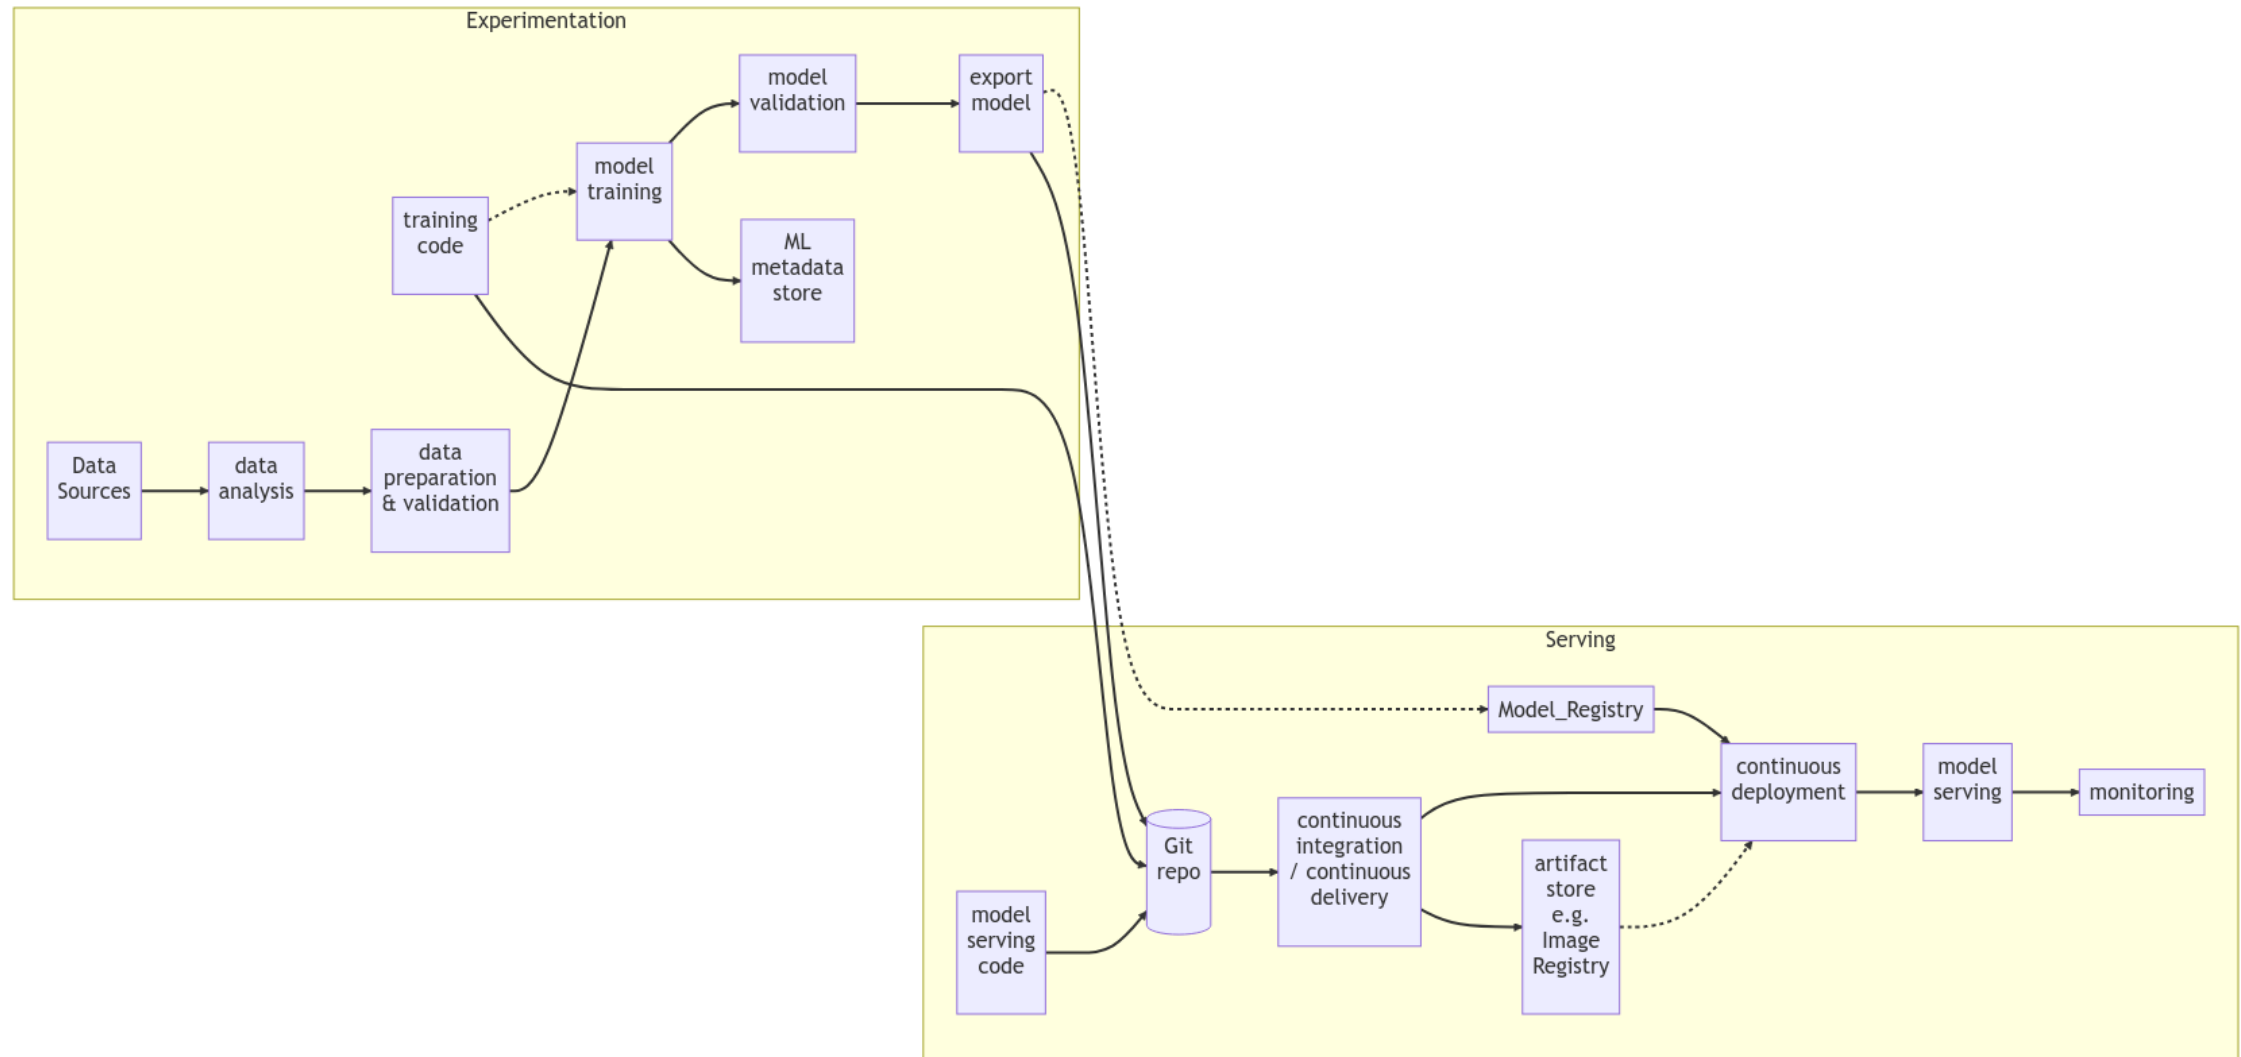 Experimentation
model
validation
export
model
model
training
training
code
ML
metadata
store
Data
Sources
data
analysis
data
preparation
& validation
Serving
Model_Registry
continuous
deployment
model
serving
monitoring
continuous
integration
/ continuous
delivery
Git
repo
artifact
store
e.g.
Image
Registry
model
serving
code